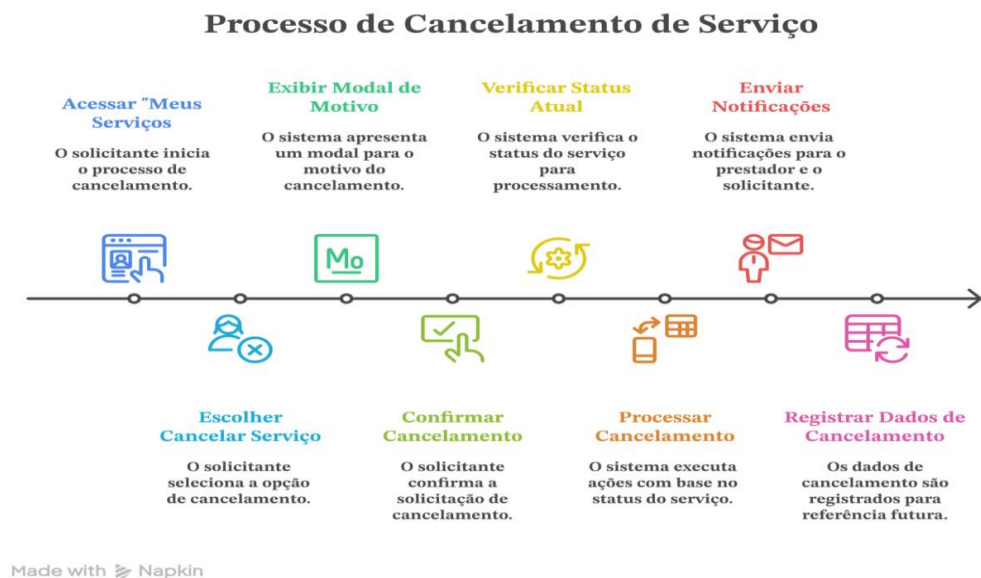 Processo de Cancelamento de Serviço
Acessar "Meus
Serviços
O solicitante inicia
o processo de
cancelamento.
Escolher
Cancelar Serviço
O solicitante
seleciona a opção
de cancelamento.
Exibir Modal de
Motivo
O sistema apresenta
um modal para o
motivo do
cancelamento.
Mo
Confirmar
Cancelamento
O solicitante
confirma a
solicitação de
cancelamento.
Verificar Status
Atual
O sistema verifica o
status do serviço
para
processamento.
Processar
Cancelamento
O sistema executa
ações com base no
status do serviço.
Enviar
Notificações
O sistema envia
notificações para o
prestador e o
solicitante.
Registrar Dados de
Cancelamento
Os dados de
cancelamento são
registrados para
referência futura.
Made with Napkin